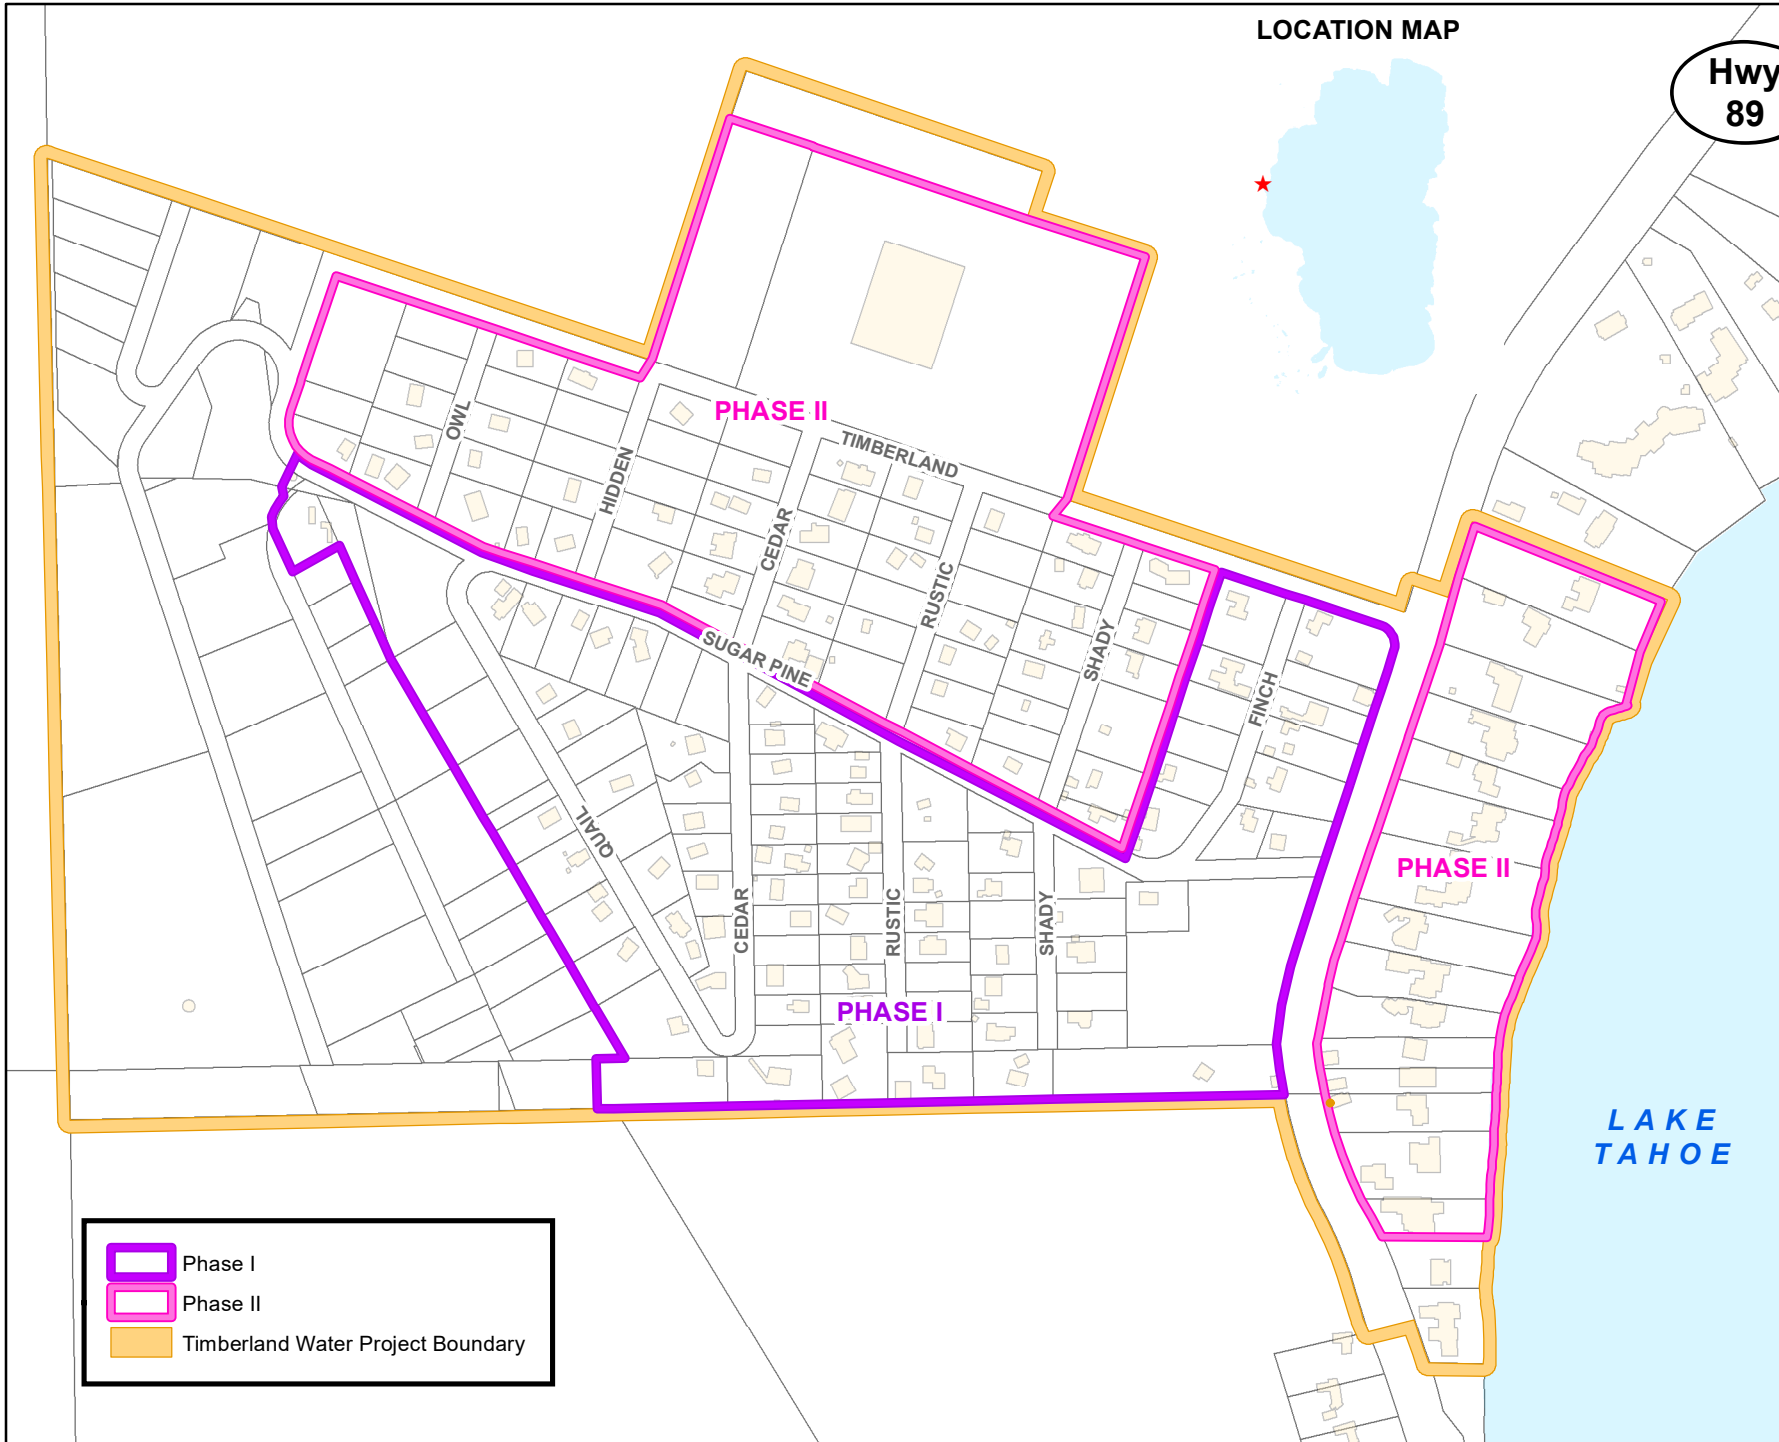 LOCATION MAP
Hwy
89
PHASE II
OWL
TIMBERLAND
HIDDEN
CEDAR
RUSTIC
SHADY
SUGAR PINE
FINCH
QUAIL
PHASE II
CEDAR
RUSTIC
SHADY
PHASE I
LAKE
TAHOE
Phase I
Phase II
Timberland Water Project Boundary